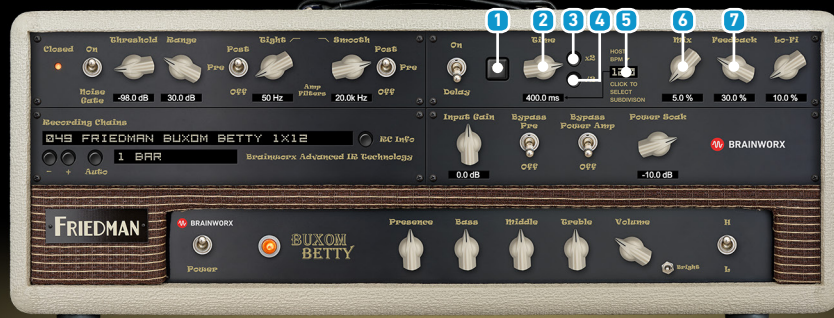 1 2 3 4 5 6 7
Closed On Threshold Range Post Tight Smooth Post
Pre Pre
Noise Gate -98.0 dB 30.0 dB Off 50 Hz Amp Filters 20.0k Hz Off
On Time x2 HOST BPM Mix Feedback Lo-Fi
Delay 400.0 ms CLICK TO SELECT SUBDIVISON 5.0 % 30.0 % 10.0 %
Recording Chains
049 FRIEDMAN BUXOM BETTY 1X12 RC Info
- + Auto 1 BAR Brainworx Advanced IR Technology
Input Gain Bypass Pre Bypass Power Amp Power Soak
BRAINWORX
0.0 dB Off Off -10.0 dB
FRIEDMAN
BRAINWORX
Power
BUXOM
BETTY
Presence Bass Middle Treble Volume H
Bright L